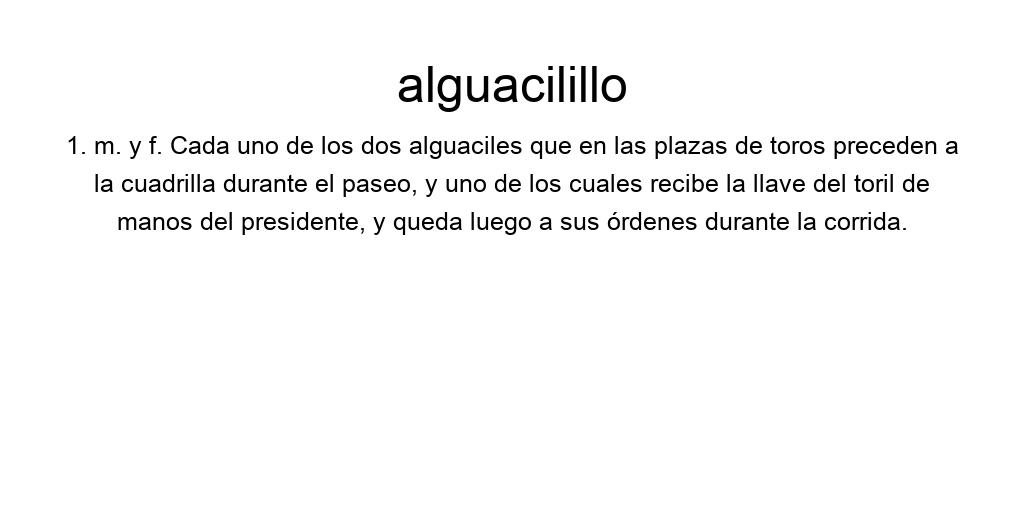 alguacilillo
1. m. y f. Cada uno de los dos alguaciles que en las plazas de toros preceden a
la cuadrilla durante el paseo, y uno de los cuales recibe la llave del toril de
manos del presidente, y queda luego a sus órdenes durante la corrida.